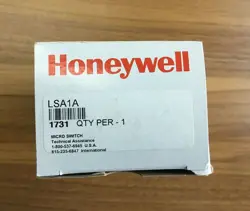 Honeywell
LSA1A
1731 QTY PER - 1
MICRO SWITCH
Technical Assistance
1-800-537-6945 U.S.A.
815-235-6847 International